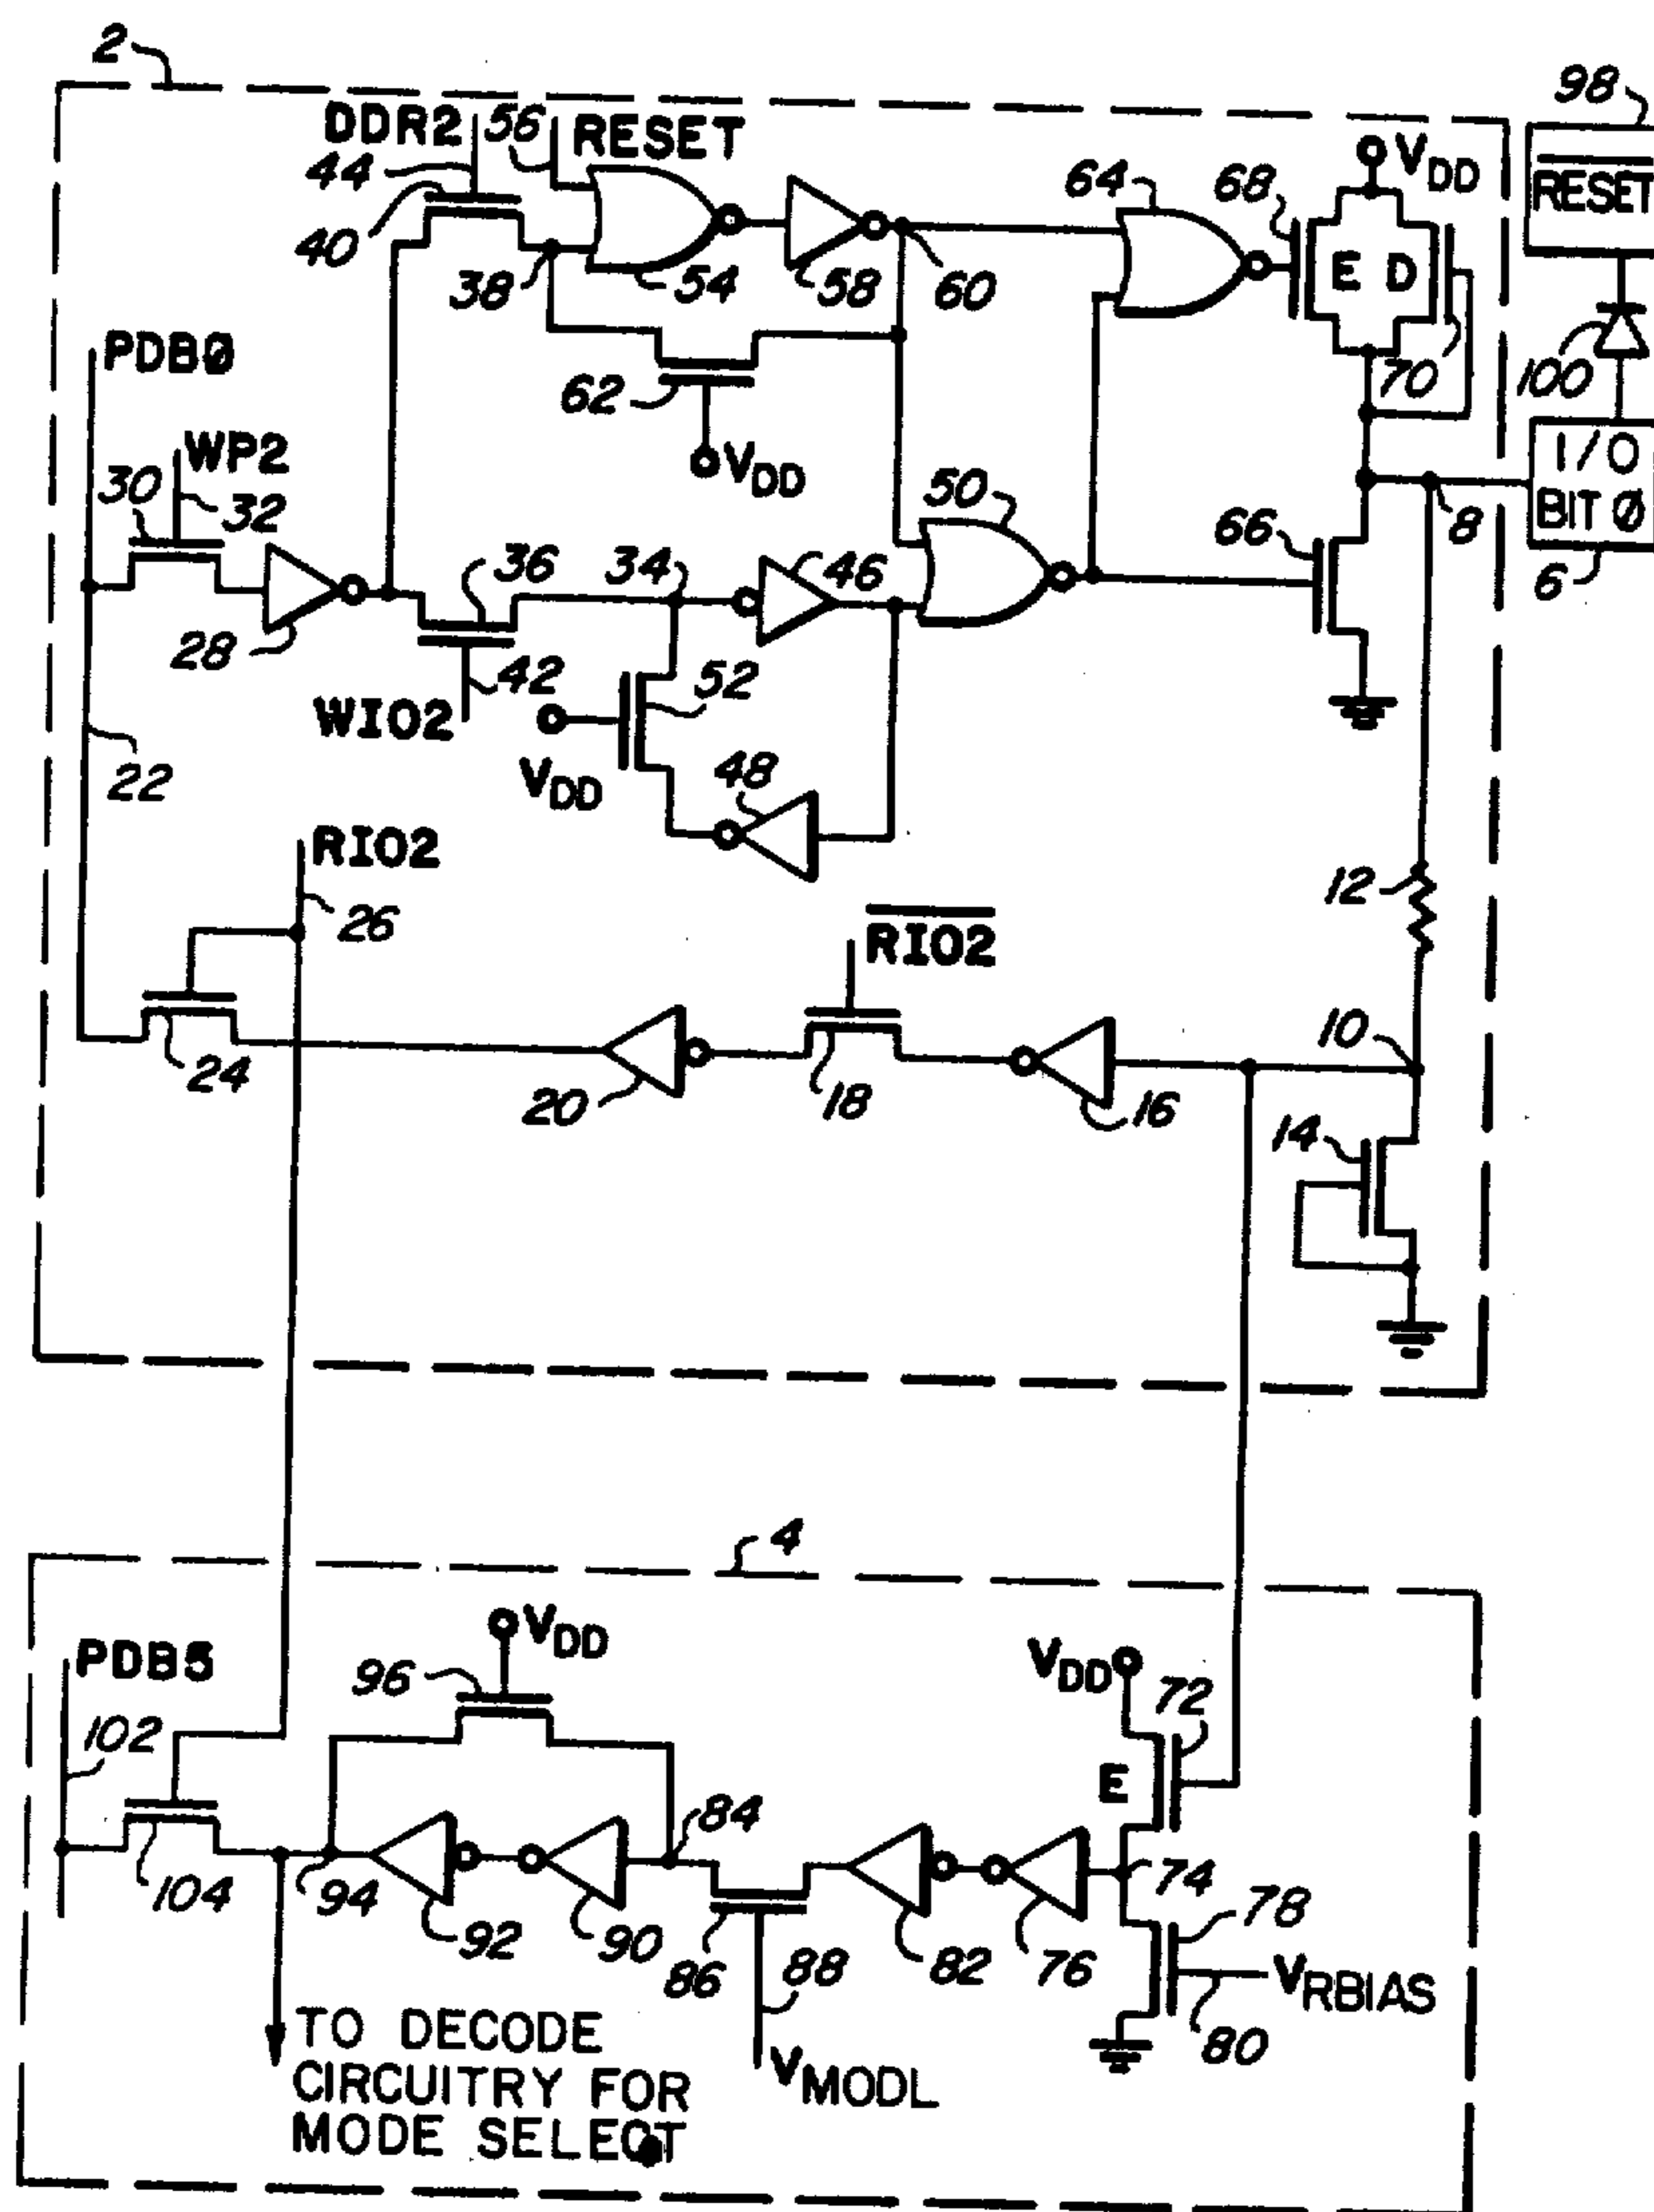 2
98
DDR2 56 RESET
44
40
38
54
58
60
64
68
VDD
E D
RESET
70
100
PDB0
62
VDD
WP2
30
32
28
36
34
46
50
66
8
I/O
BIT 0
6
42
WIO2
52
VDD
48
22
RIO2
26
RIO2
12
24
20
18
16
10
14
4
PDB5
102
96
VDD
VDD
72
E
104
94
92
90
84
86
88
82
76
74
78
VRBIAS
80
VMODL
TO DECODE
CIRCUITRY FOR
MODE SELECT